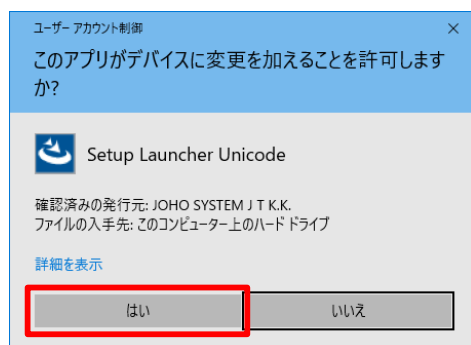 ユーザー アカウント制御
このアプリがデバイスに変更を加えることを許可します
か?
Setup Launcher Unicode
確認済みの発行元: JOHO SYSTEM J T K.K.
ファイルの入手先: このコンピューター上のハード ドライブ
詳細を表示
はい
いいえ